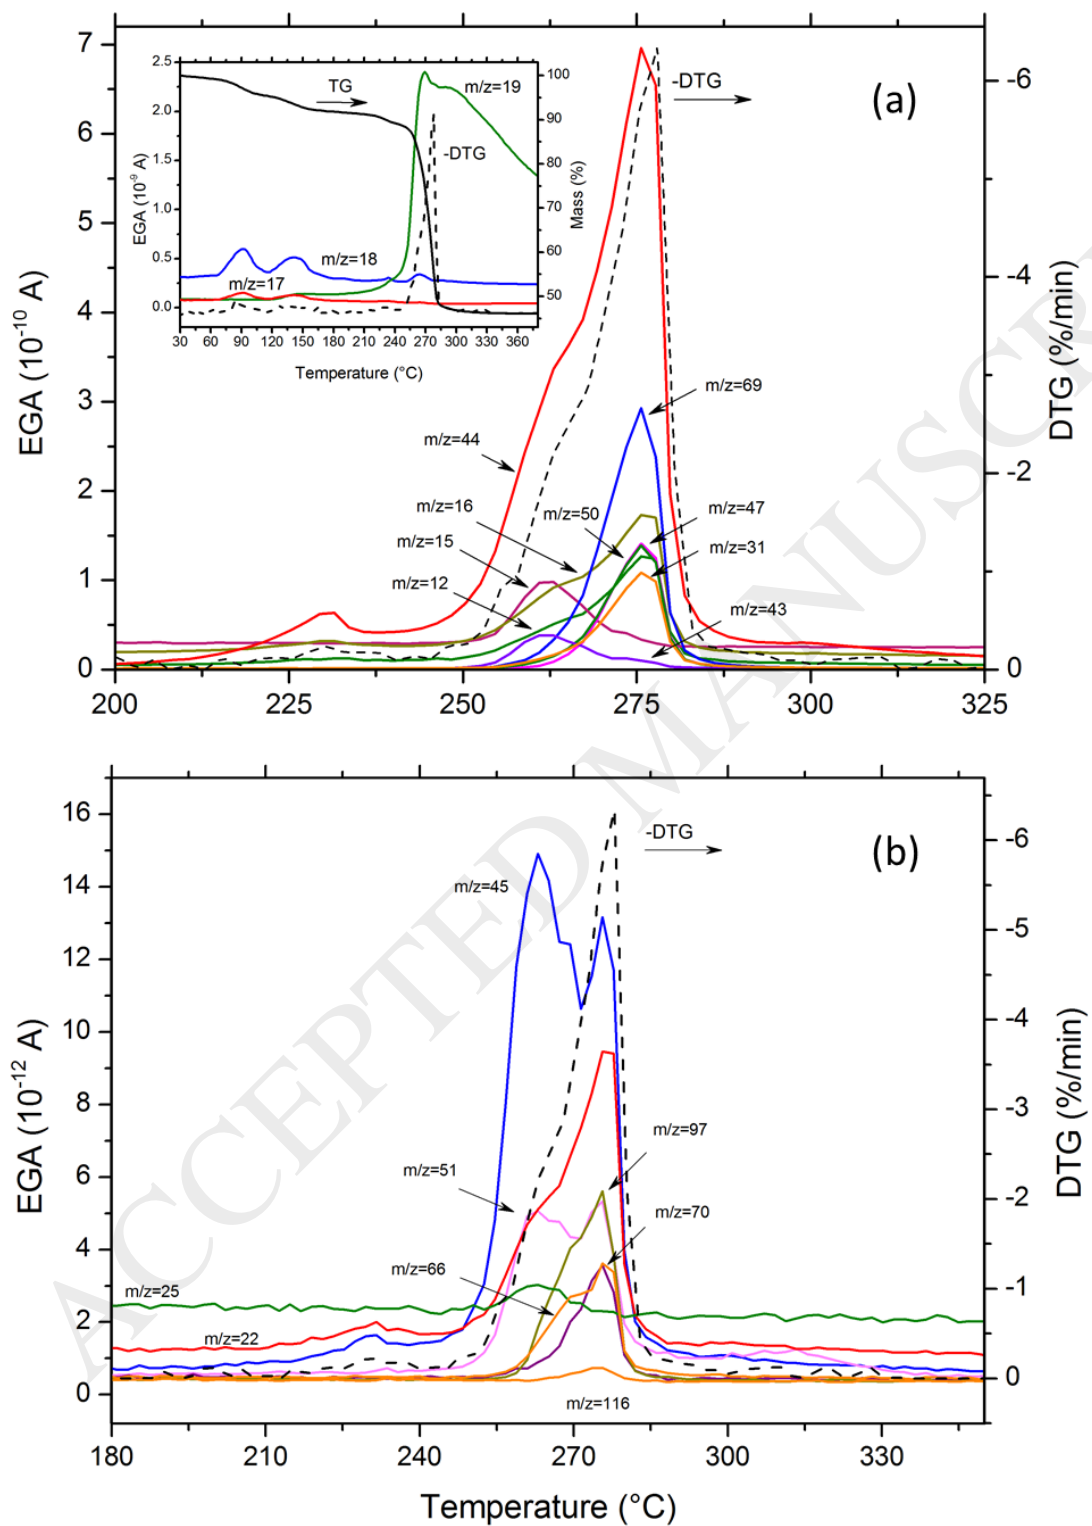 (a)
EGA (10⁻¹⁰ A)
7
6
5
4
3
2
1
0
200
225
250
275
300
325
DTG (%/min)
-6
-4
-2
0
-DTG
m/z=69
m/z=44
m/z=16
m/z=50
m/z=47
m/z=15
m/z=31
m/z=12
m/z=43
EGA (10⁻⁹ A)
2.5
2.0
1.5
1.0
0.5
0.0
30
60
90
120
150
180
210
240
270
300
330
360
Temperature (°C)
Mass (%)
100
90
80
70
60
50
TG
m/z=19
-DTG
m/z=18
m/z=17
(b)
EGA (10⁻¹² A)
16
14
12
10
8
6
4
2
0
180
210
240
270
300
330
Temperature (°C)
DTG (%/min)
-6
-5
-4
-3
-2
-1
0
-DTG
m/z=45
m/z=97
m/z=51
m/z=70
m/z=66
m/z=25
m/z=22
m/z=116
ACCEPTED MANUSCR